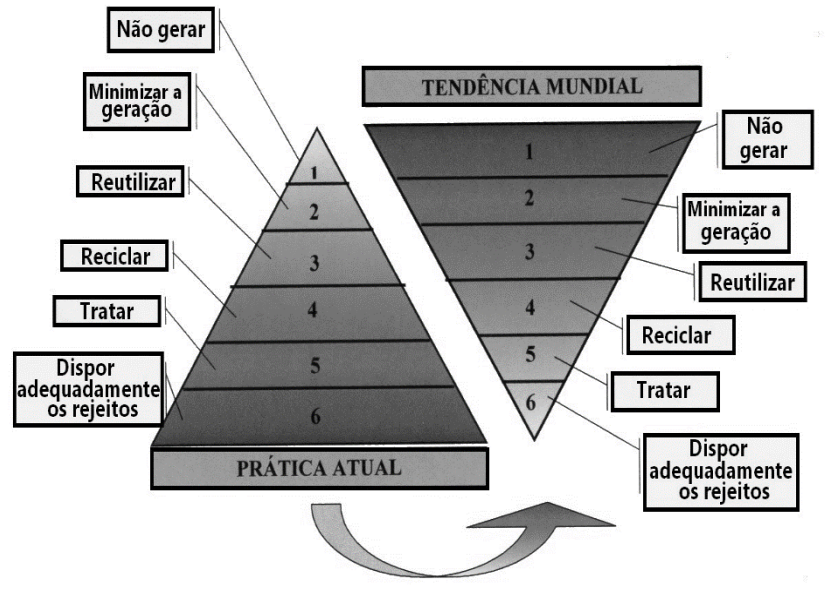 Não gerar
Minimizar a
geração
Reutilizar
Reciclar
Tratar
Dispor
adequadamente
os rejeitos
1
2
3
4
5
6
PRÁTICA ATUAL
TENDÊNCIA MUNDIAL
1
2
3
4
5
6
Não
gerar
Minimizar a
geração
Reutilizar
Reciclar
Tratar
Dispor
adequadamente
os rejeitos